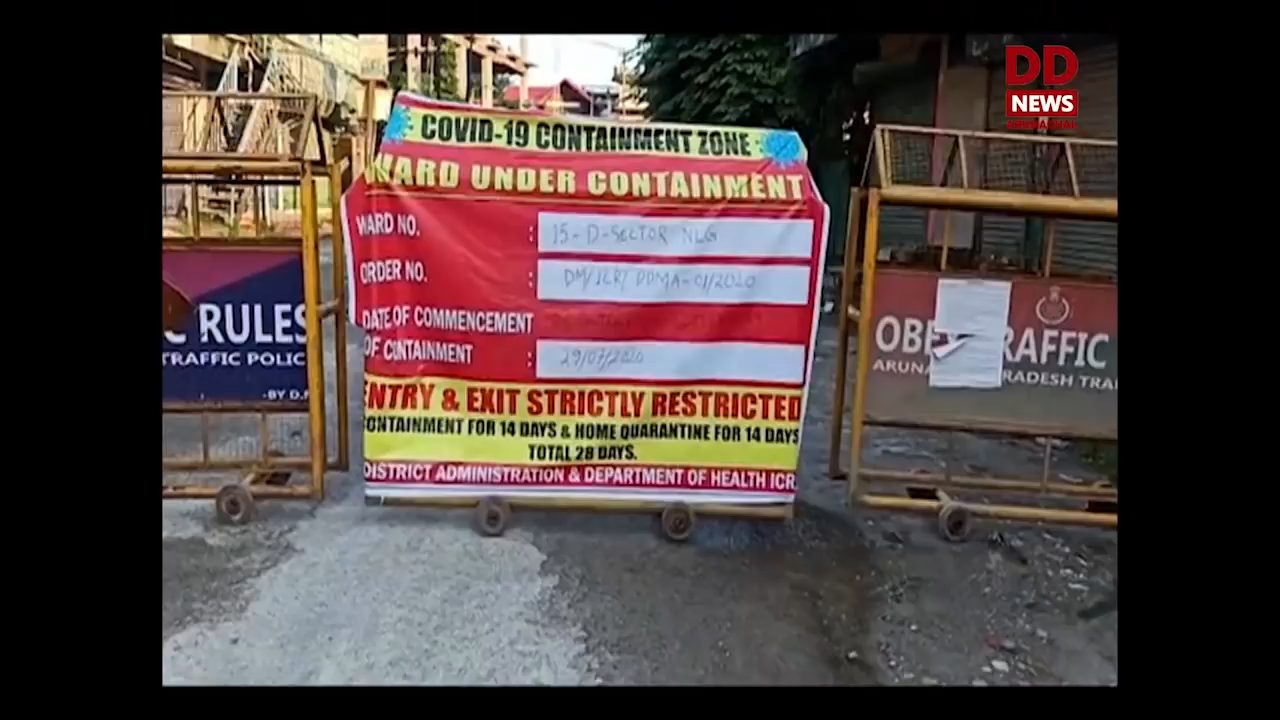 DD
NEWS
COVID-19 CONTAINMENT ZONE
WARD UNDER CONTAINMENT
WARD NO. : 15-D-SECTOR NLG
ORDER NO. : DM/ICR/DDMA-01/2020
DATE OF COMMENCEMENT
OF CONTAINMENT : 29/07/2020
ENTRY & EXIT STRICTLY RESTRICTED
CONTAINMENT FOR 14 DAYS & HOME QUARANTINE FOR 14 DAYS
TOTAL 28 DAYS.
DISTRICT ADMINISTRATION & DEPARTMENT OF HEALTH ICR
C RULES
TRAFFIC POLIC
-BY D.
OBE RAFFIC
ARUNA RADESH TRA